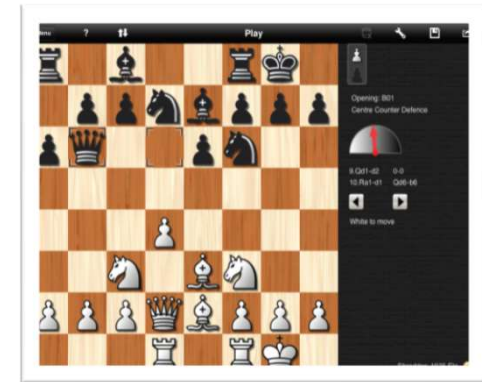 ?
Play
Opening: B01
Centre Counter Defence
9.Qd1-d2 0-0
10.Ra1-d1 Qd6-b6
White to move